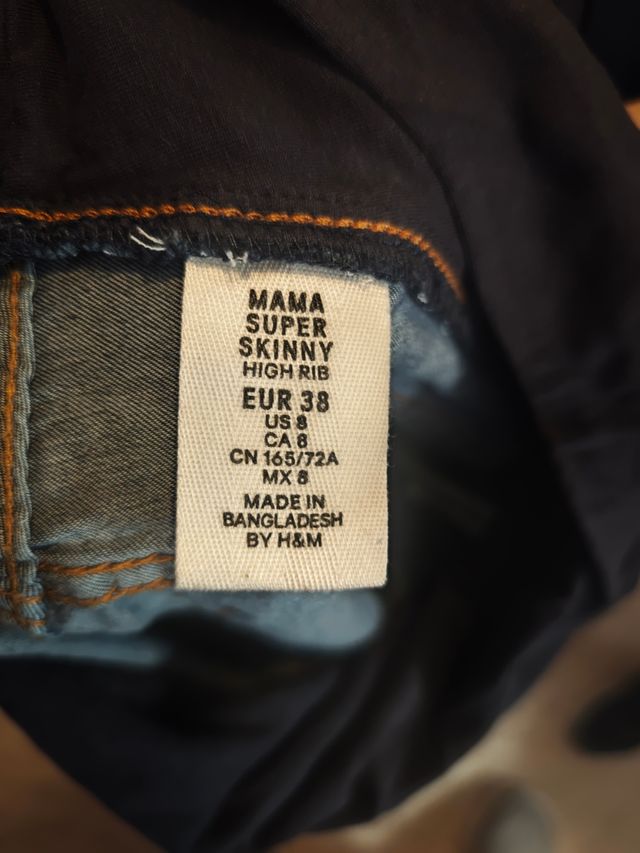 MAMA
SUPER
SKINNY
HIGH RIB
EUR 38
US 8
CA 8
CN 165/72A
MX 8
MADE IN
BANGLADESH
BY H&M